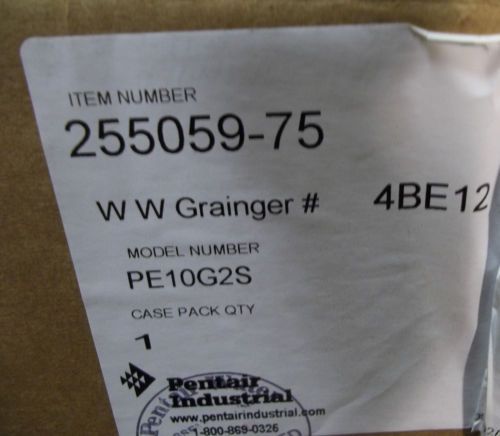 ITEM NUMBER
255059-75
W W Grainger # 4BE12
MODEL NUMBER
PE10G2S
CASE PACK QTY
1
Pentair
Industrial
www.pentairindustrial.com
1-800-869-0326